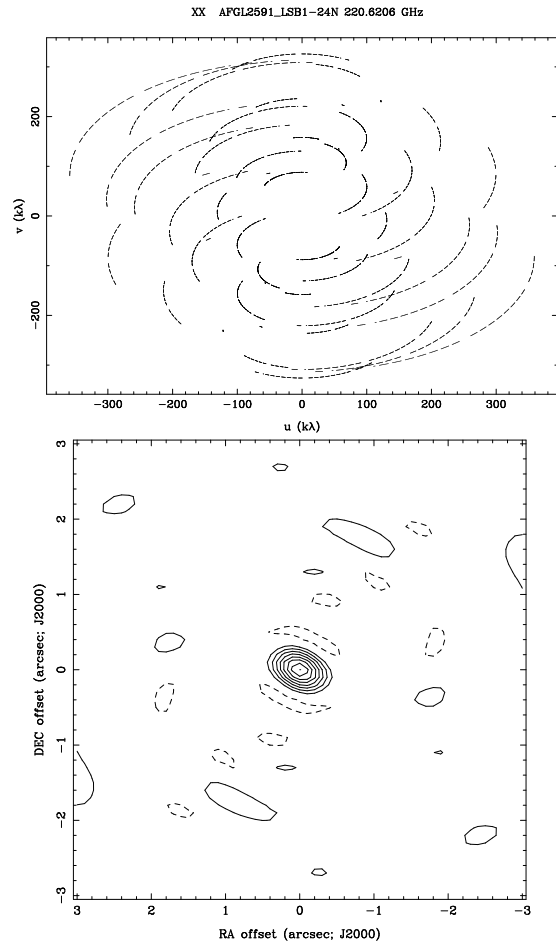 XX AFGL2591_LSB1-24N 220.6206 GHz
200
0
−200
v (kλ)
−300 −200 −100 0 100 200 300
u (kλ)
3
2
1
0
−1
−2
−3
DEC offset (arcsec; J2000)
3 2 1 0 −1 −2 −3
RA offset (arcsec; J2000)